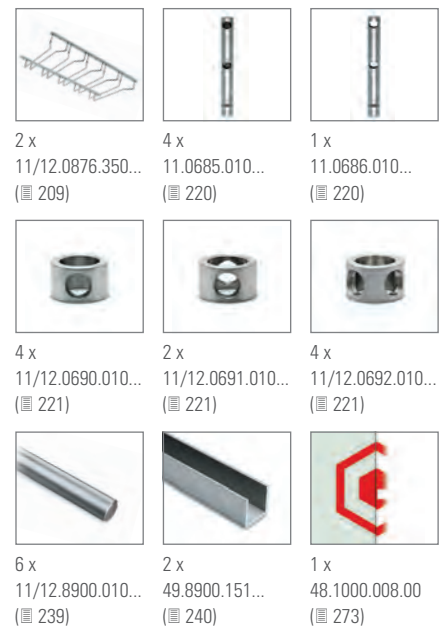 2 x
11/12.0876.350...
(209)
4 x
11.0685.010...
(220)
1 x
11.0686.010...
(220)
4 x
11/12.0690.010...
(221)
2 x
11/12.0691.010...
(221)
4 x
11/12.0692.010...
(221)
6 x
11/12.8900.010...
(239)
2 x
49.8900.151...
(240)
1 x
48.1000.008.00
(273)